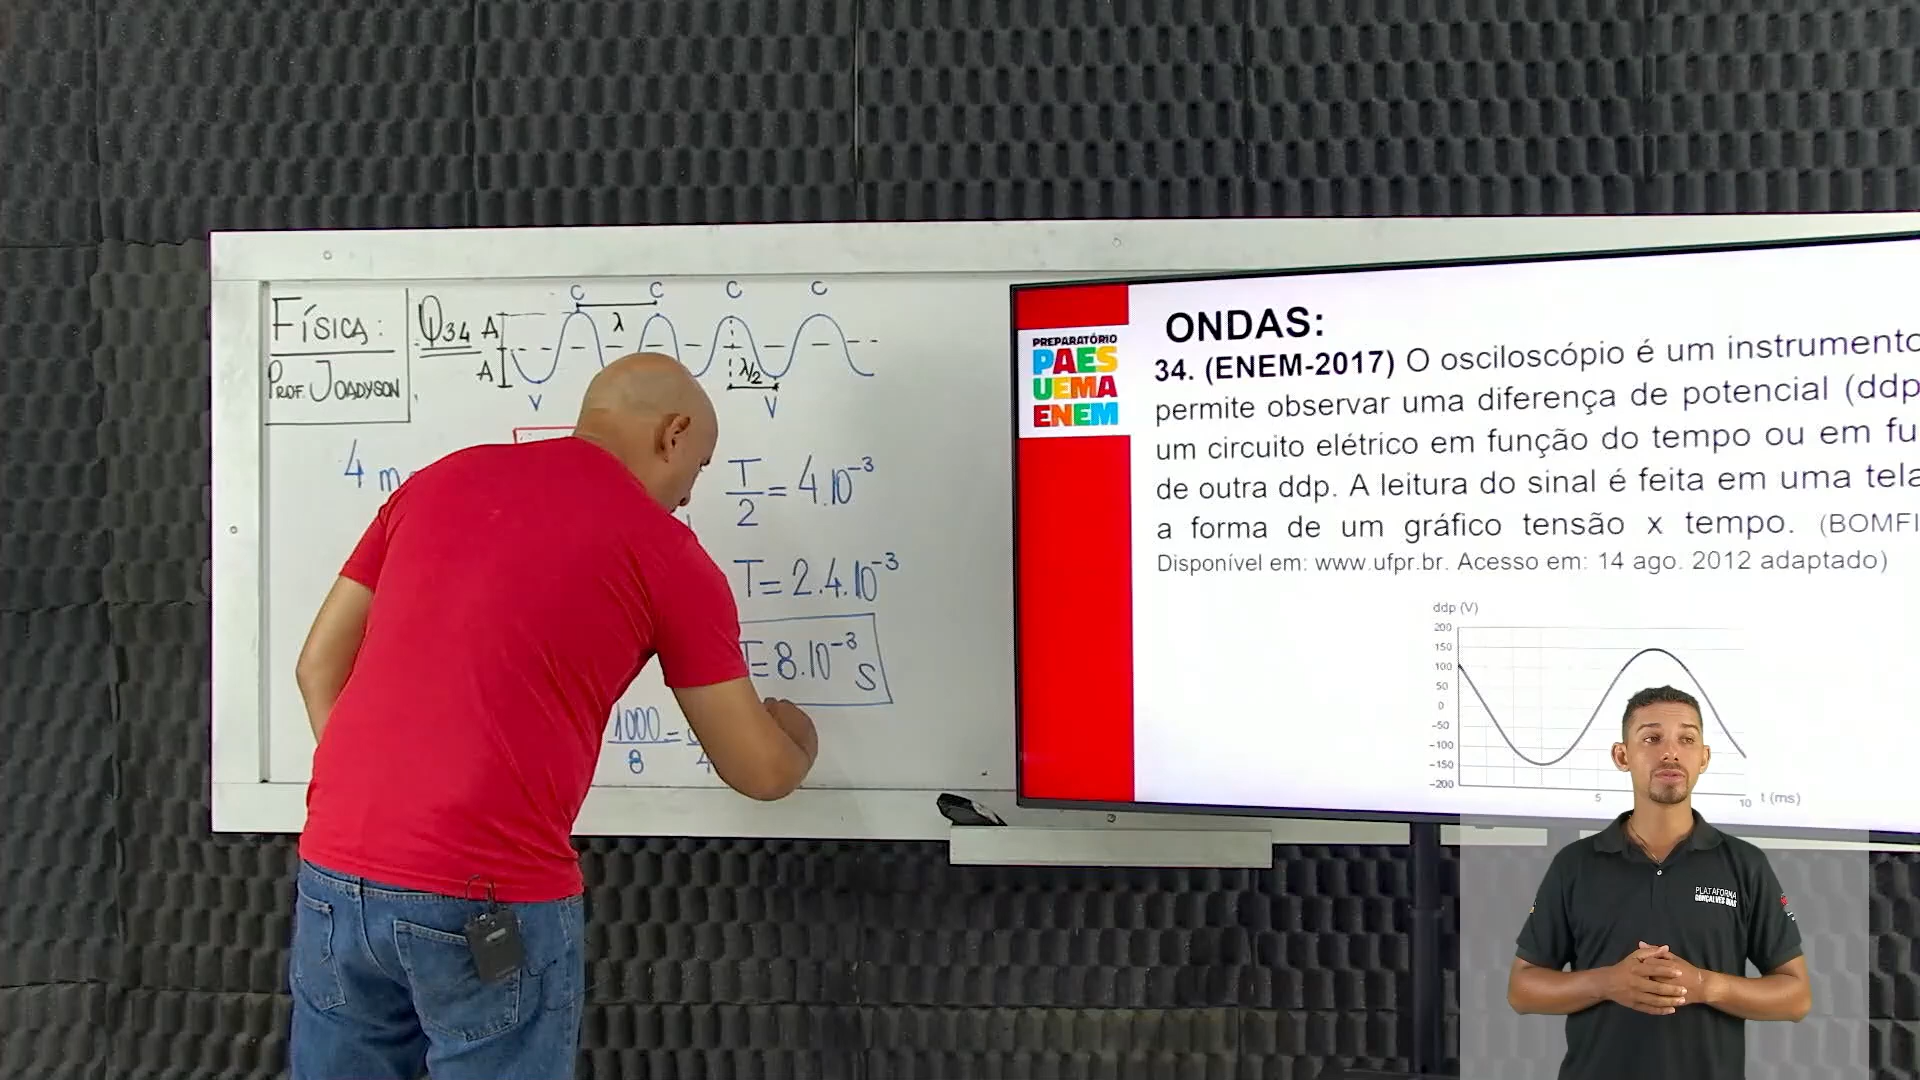 FÍSICA:
PROF. JOADYSON
Q34
A
A
C
C
C
C
λ
λ/2
V
V
4 m
T/2 = 4.10⁻³
T = 2.4.10⁻³
T = 8.10⁻³ s
1000/8 =
PREPARATÓRIO
PAES
UEMA
ENEM
ONDAS:
34. (ENEM-2017) O osciloscópio é um instrumento
permite observar uma diferença de potencial (ddp
um circuito elétrico em função do tempo ou em fu
de outra ddp. A leitura do sinal é feita em uma tela
a forma de um gráfico tensão x tempo. (BOMFI
Disponível em: www.ufpr.br. Acesso em: 14 ago. 2012 adaptado)
ddp (V)
200
150
100
50
0
-50
-100
-150
-200
5
10
t (ms)
PLATAFORMA
GONÇALVES DIAS